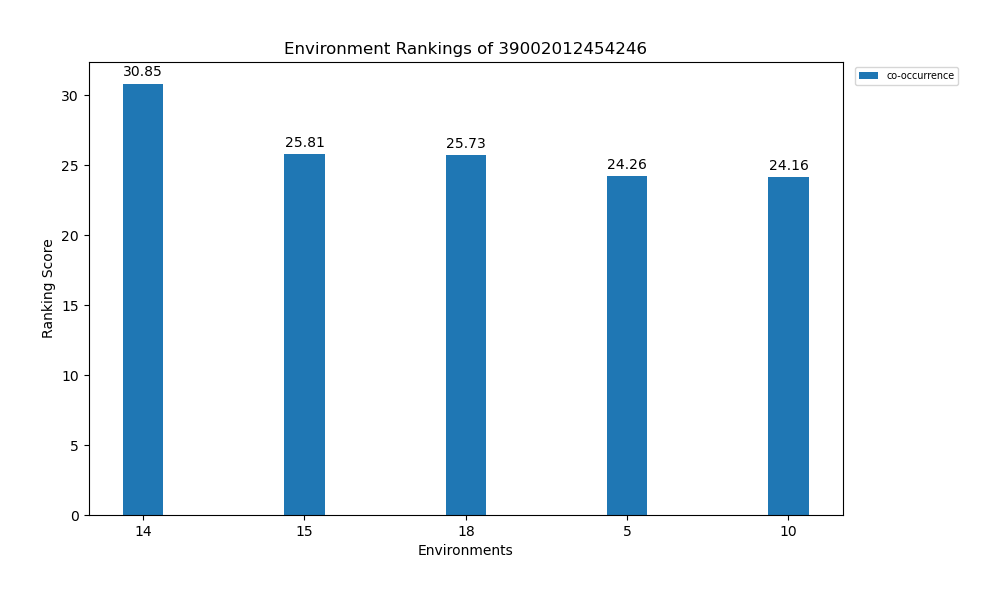 Environment Rankings of 39002012454246
co-occurrence
30.85
25.81
25.73
24.26
24.16
Ranking Score
30
25
20
15
10
5
0
14 15 18 5 10
Environments